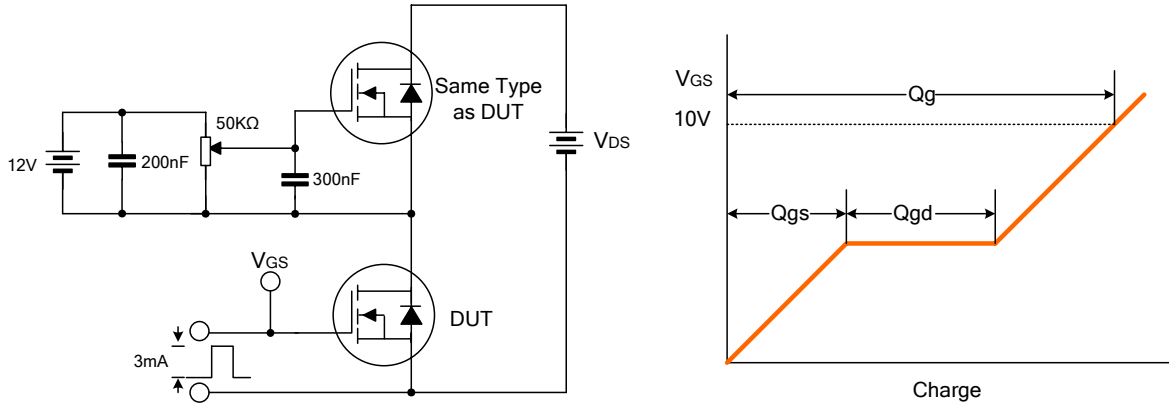 Same Type
as DUT
50KΩ
12V
200nF
300nF
VDS
VGS
DUT
3mA
VGS
10V
Qg
Qgs
Qgd
Charge